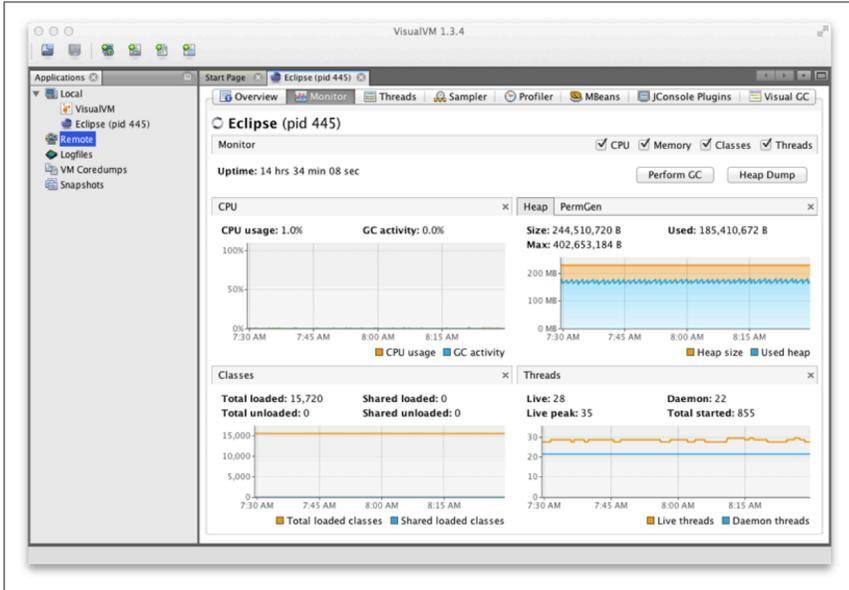 VisualVM 1.3.4
Applications
Start Page
Eclipse (pid 445)
Local
VisualVM
Eclipse (pid 445)
Remote
Logfiles
VM Coredumps
Snapshots
Overview
Monitor
Threads
Sampler
Profiler
MBeans
JConsole Plugins
Visual GC
Eclipse (pid 445)
Monitor
CPU
Memory
Classes
Threads
Uptime: 14 hrs 34 min 08 sec
Perform GC
Heap Dump
CPU
CPU usage: 1.0%
GC activity: 0.0%
100%
50%
0%
7:30 AM 7:45 AM 8:00 AM 8:15 AM
CPU usage GC activity
Heap
PermGen
Size: 244,510,720 B
Used: 185,410,672 B
Max: 402,653,184 B
200 MB
100 MB
0 MB
7:30 AM 7:45 AM 8:00 AM 8:15 AM
Heap size Used heap
Classes
Total loaded: 15,720
Shared loaded: 0
Total unloaded: 0
Shared unloaded: 0
15,000
10,000
5,000
0
7:30 AM 7:45 AM 8:00 AM 8:15 AM
Total loaded classes Shared loaded classes
Threads
Live: 28
Daemon: 22
Live peak: 35
Total started: 855
30
20
10
0
7:30 AM 7:45 AM 8:00 AM 8:15 AM
Live threads Daemon threads